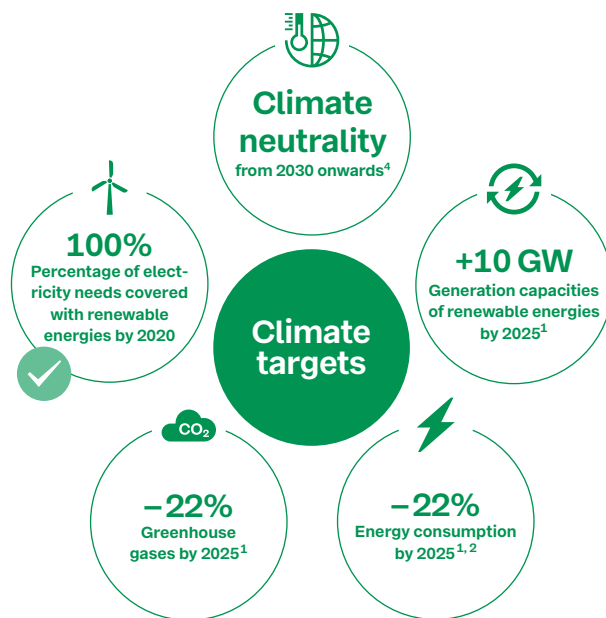 Climate
neutrality
from 2030 onwards⁴
100%
Percentage of elect-
ricity needs covered
with renewable
energies by 2020
+10 GW
Generation capacities
of renewable energies
by 2025¹
Climate
targets
CO₂
–22%
Greenhouse
gases by 2025¹
–22%
Energy consumption
by 2025¹,²